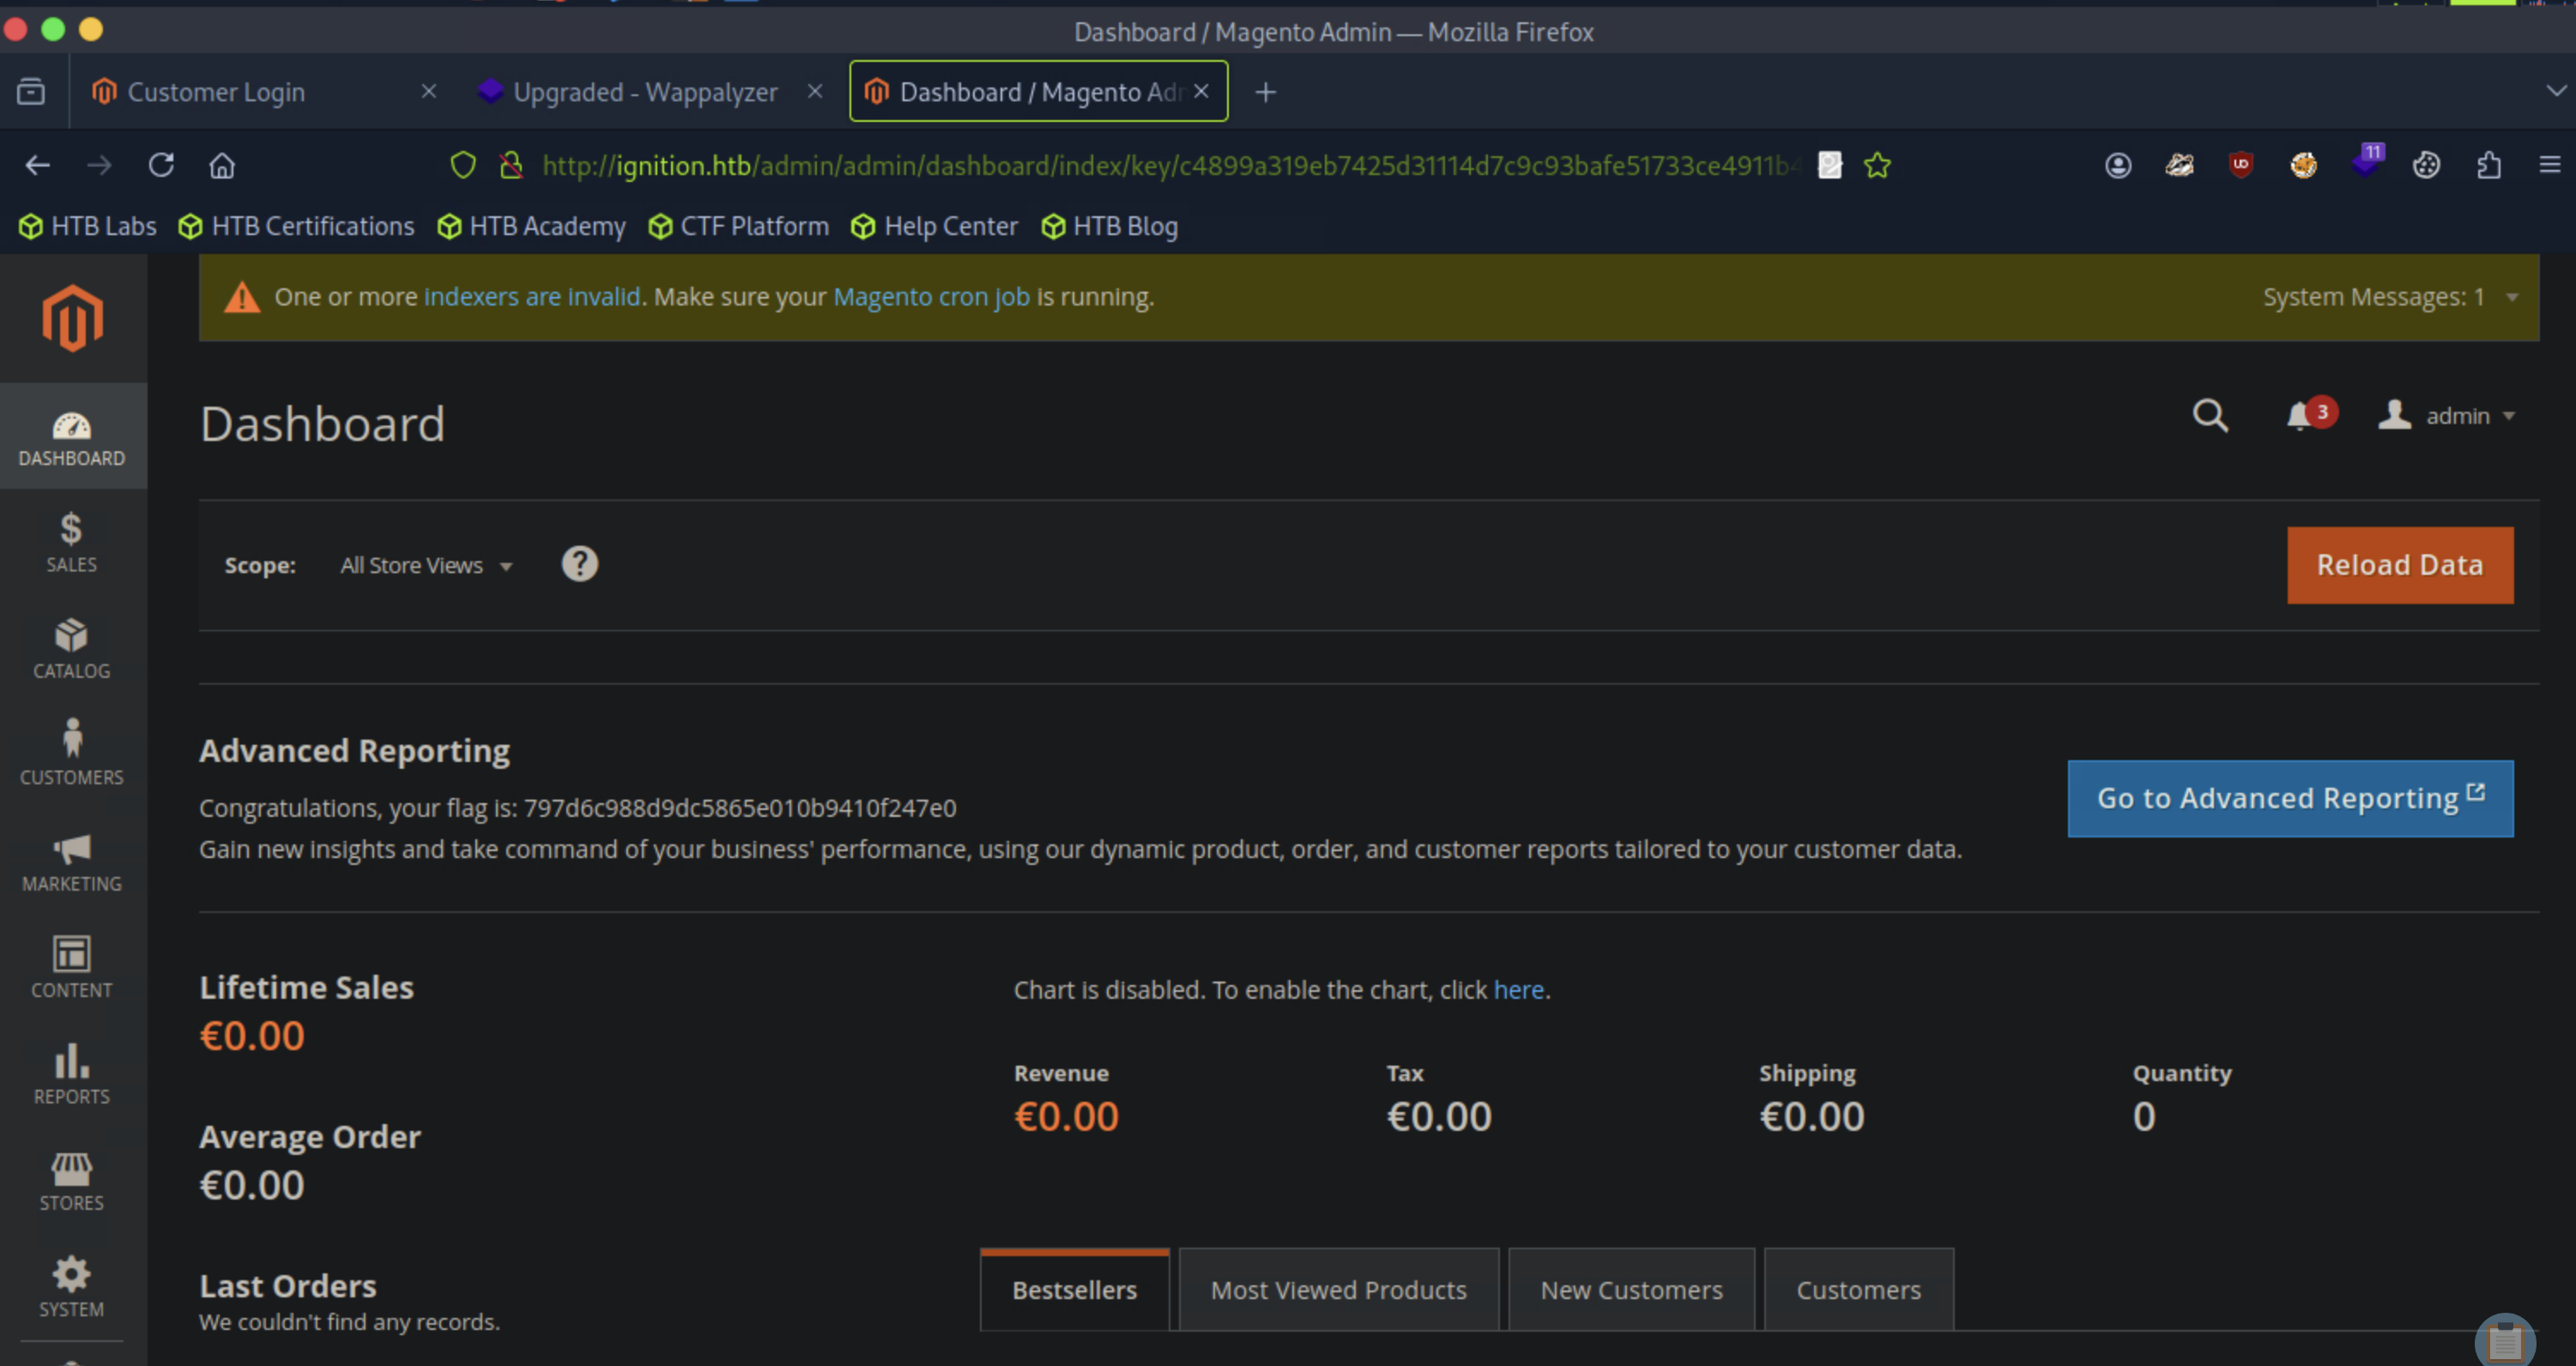 Dashboard / Magento Admin — Mozilla Firefox
Customer Login
Upgraded - Wappalyzer
Dashboard / Magento Adr
http://ignition.htb/admin/admin/dashboard/index/key/c4899a319eb7425d31114d7c9c93bafe51733ce4911b4
11
HTB Labs HTB Certifications HTB Academy CTF Platform Help Center HTB Blog
One or more indexers are invalid. Make sure your Magento cron job is running.
System Messages: 1
Dashboard
3
admin
DASHBOARD
SALES
CATALOG
CUSTOMERS
MARKETING
CONTENT
REPORTS
STORES
SYSTEM
Scope: All Store Views ?
Reload Data
Advanced Reporting
Congratulations, your flag is: 797d6c988d9dc5865e010b9410f247e0
Gain new insights and take command of your business' performance, using our dynamic product, order, and customer reports tailored to your customer data.
Go to Advanced Reporting
Lifetime Sales
€0.00
Average Order
€0.00
Last Orders
We couldn't find any records.
Chart is disabled. To enable the chart, click here.
Revenue Tax Shipping Quantity
€0.00 €0.00 €0.00 0
Bestsellers Most Viewed Products New Customers Customers